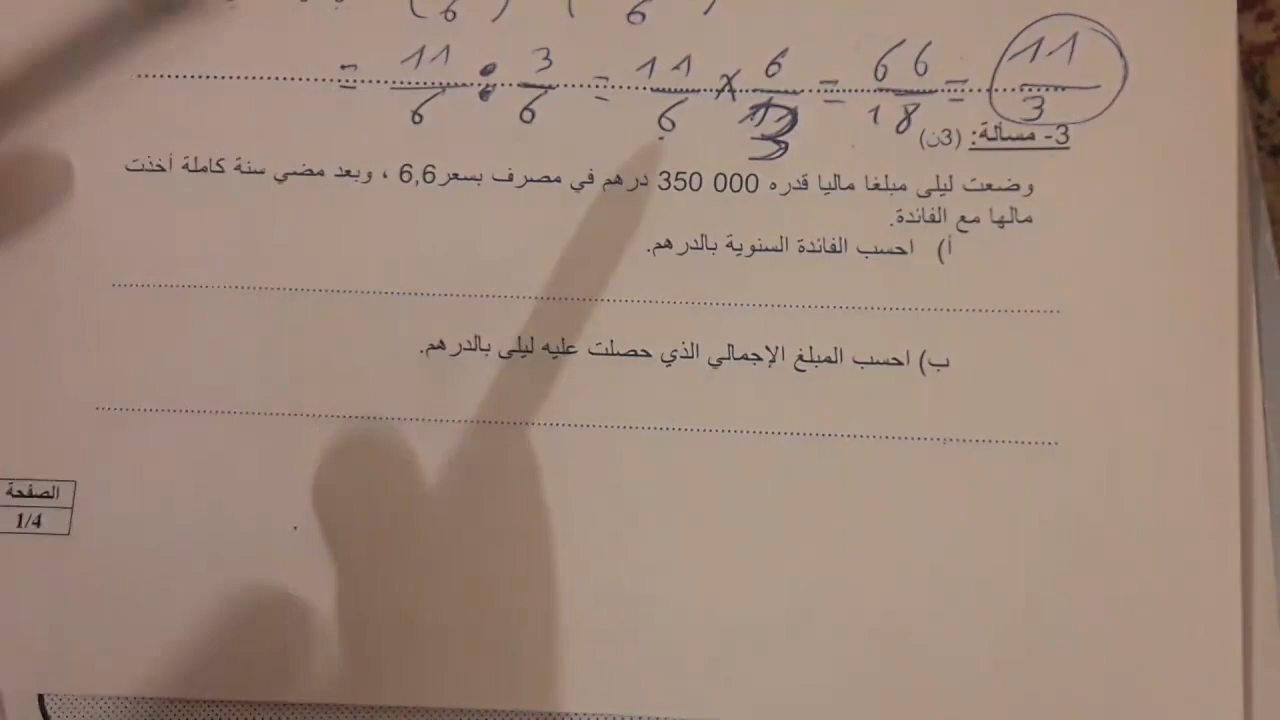 = 11/6 : 3/6 = 11/6 × 6/3 = 66/18 = 11/3
3- مسألة: (3ن)
وضعت ليلى مبلغا ماليا قدره 000 350 درهم في مصرف بسعر6,6 ، وبعد مضي سنة كاملة أخذت
مالها مع الفائدة.
أ) احسب الفائدة السنوية بالدرهم.
ب) احسب المبلغ الإجمالي الذي حصلت عليه ليلى بالدرهم.
الصفحة
1/4